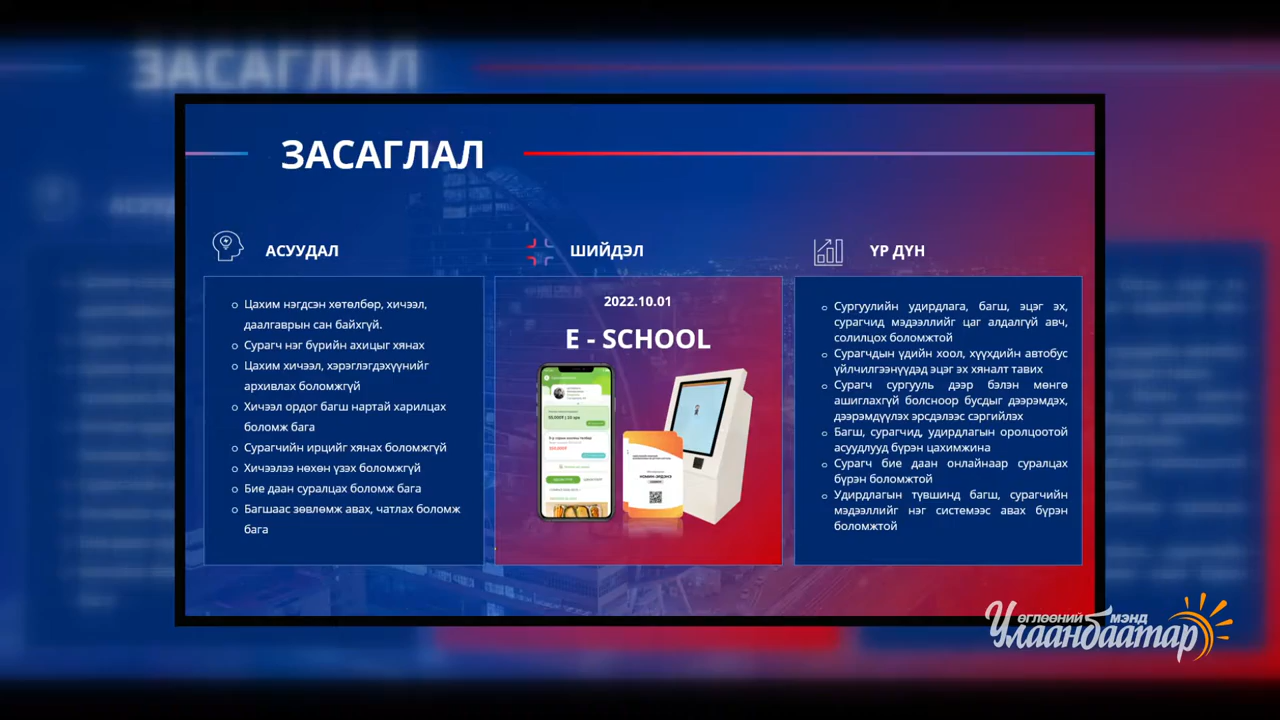 ЗАСАГЛАЛ
ЗАСАГЛАЛ
АСУУДАЛ
o Цахим нэгдсэн хөтөлбөр, хичээл,
даалгаврын сан байхгүй.
o Сурагч нэг бүрийн ахицыг хянах
o Цахим хичээл, хэрэглэгдэхүүнийг
архивлах боломжгүй
o Хичээл ордог багш нартай харилцах
боломж бага
o Сурагчийн ирцийг хянах боломжгүй
o Хичээлээ нөхөн үзэх боломжгүй
o Бие даан суралцах боломж бага
o Багшаас зөвлөмж авах, чатлах боломж
бага
ШИЙДЭЛ
2022.10.01
E - SCHOOL
ҮР ДҮН
o Сургуулийн удирдлага, багш, эцэг эх,
сурагчид мэдээллийг цаг алдалгүй авч,
солилцох боломжтой
o Сурагчдын үдийн хоол, хүүхдийн автобус
үйлчилгээнүүдэд эцэг эх хяналт тавих
o Сурагч сургууль дээр бэлэн мөнгө
ашиглахгүй болсноор бусдыг дээрэмдэх,
дээрэмдүүлэх эрсдэлээс сэргийлэх
o Багш, сурагчид, удирдлагын оролцоотой
асуудлууд бүрэн цахимжина
o Сурагч бие даан онлайнаар суралцах
бүрэн боломжтой
o Удирдлагын түвшинд багш, сурагчийн
мэдээллийг нэг системээс авах бүрэн
боломжтой
ӨГЛӨӨНИЙ МЭНД
Улаанбаатар